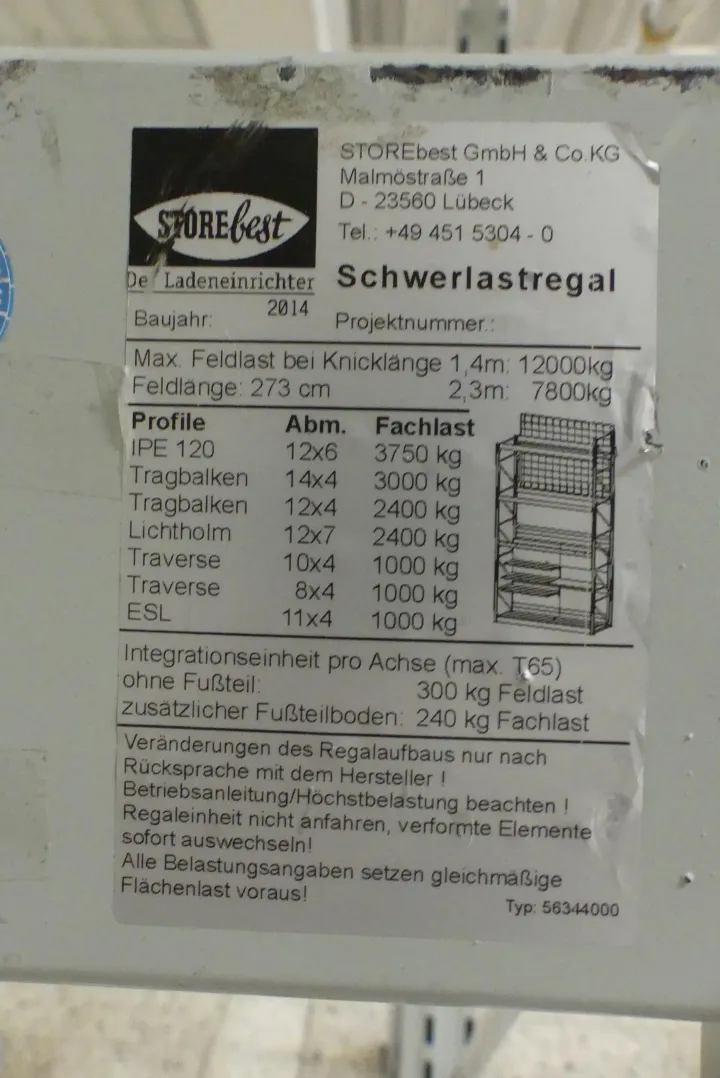 STOREbest
De Ladeneinrichter
STOREbest GmbH & Co.KG
Malmöstraße 1
D - 23560 Lübeck
Tel.: +49 451 5304 - 0
Schwerlastregal
Baujahr: 2014 Projektnummer.:
Max. Feldlast bei Knicklänge 1,4m: 12000kg
Feldlänge: 273 cm 2,3m: 7800kg
Profile Abm. Fachlast
IPE 120 12x6 3750 kg
Tragbalken 14x4 3000 kg
Tragbalken 12x4 2400 kg
Lichtholm 12x7 2400 kg
Traverse 10x4 1000 kg
Traverse 8x4 1000 kg
ESL 11x4 1000 kg
Integrationseinheit pro Achse (max. T65)
ohne Fußteil: 300 kg Feldlast
zusätzlicher Fußteilboden: 240 kg Fachlast
Veränderungen des Regalaufbaus nur nach
Rücksprache mit dem Hersteller !
Betriebsanleitung/Höchstbelastung beachten !
Regaleinheit nicht anfahren, verformte Elemente
sofort auswechseln!
Alle Belastungsangaben setzen gleichmäßige
Flächenlast voraus!
Typ: 56344000